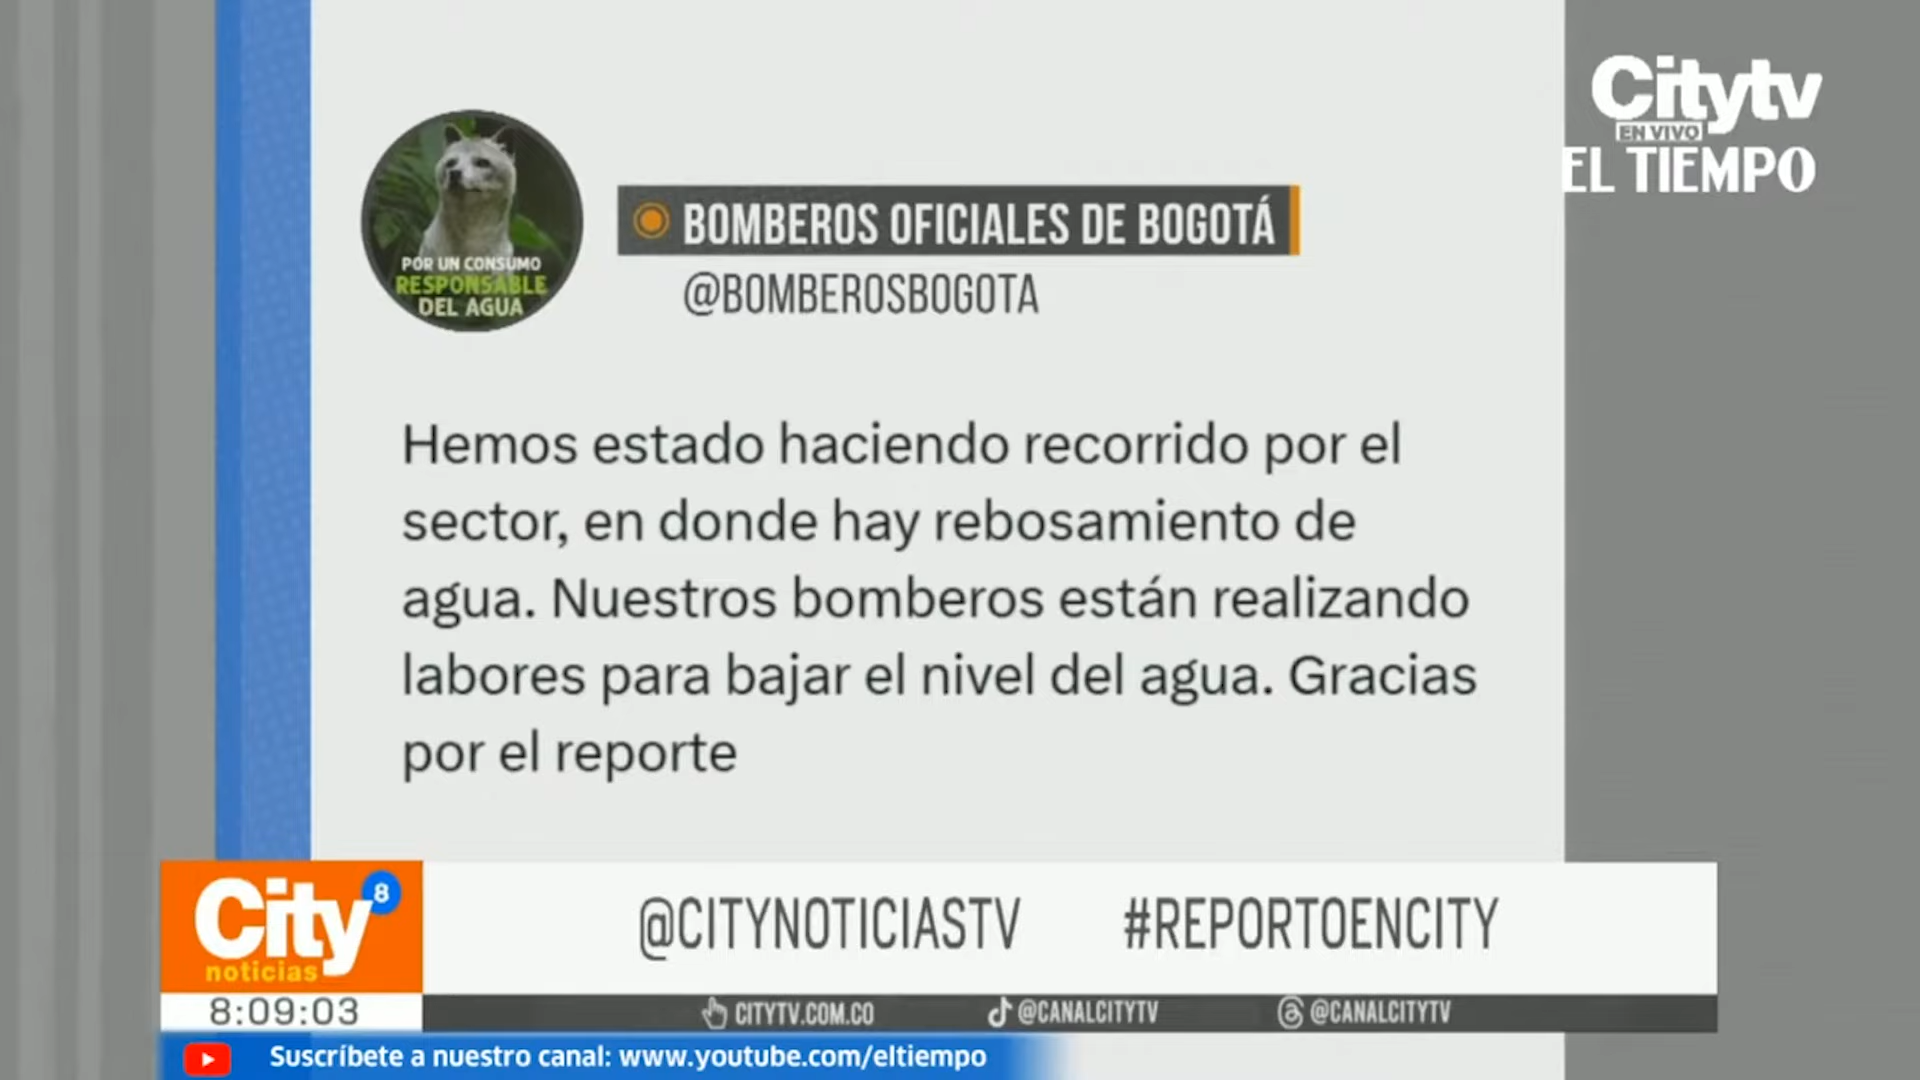 Citytv
EN VIVO
EL TIEMPO
POR UN CONSUMO
RESPONSABLE
DEL AGUA
BOMBEROS OFICIALES DE BOGOTÁ
@BOMBEROSBOGOTA
Hemos estado haciendo recorrido por el
sector, en donde hay rebosamiento de
agua. Nuestros bomberos están realizando
labores para bajar el nivel del agua. Gracias
por el reporte
City 8
noticias
@CITYNOTICIASTV #REPORTOENCITY
8:09:03
CITYTV.COM.CO @CANALCITYTV @CANALCITYTV
Suscríbete a nuestro canal: www.youtube.com/eltiempo